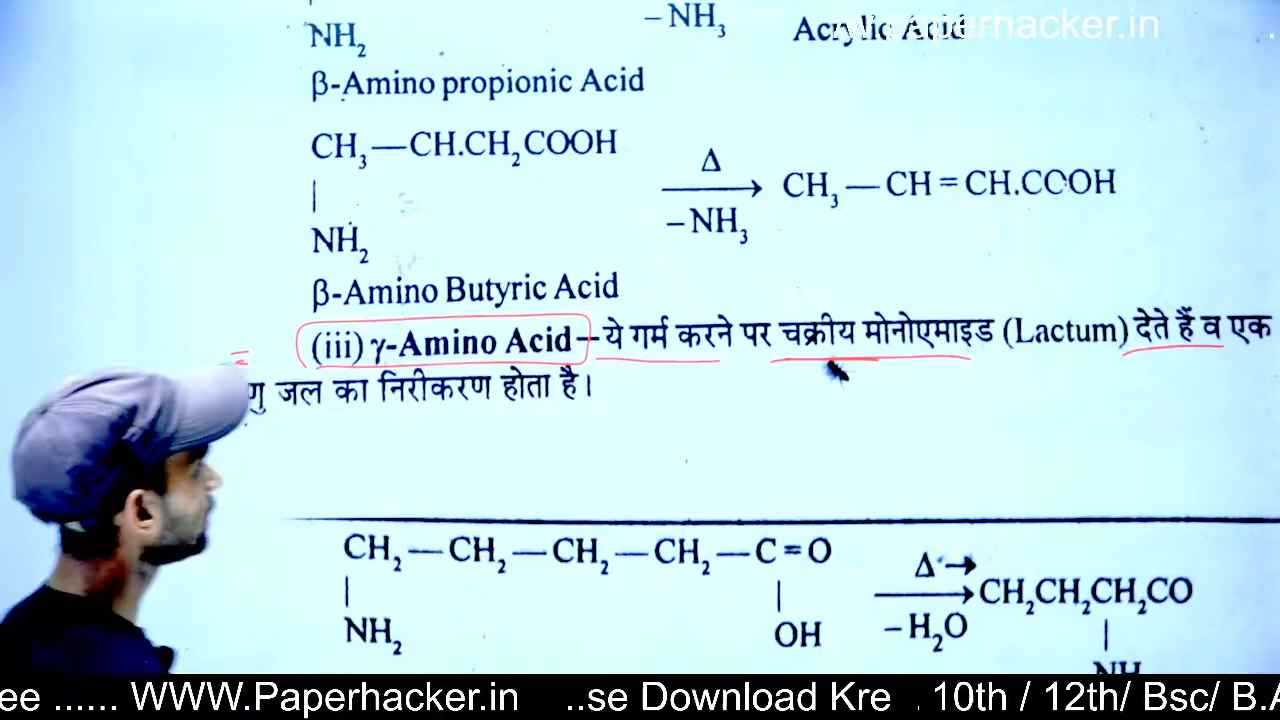 NH₂ –NH₃ Acrylic Acid
Paperhacker.in
β-Amino propionic Acid
CH₃—CH.CH₂COOH
| Δ
NH₂ –NH₃ CH₃—CH=CH.COOH
β-Amino Butyric Acid
(iii) γ-Amino Acid–ये गर्म करने पर चक्रीय मोनोएमाइड (Lactum) देते हैं व एक
णु जल का निरीकरण होता है।
CH₂—CH₂—CH₂—CH₂—C=O Δ→
| | –H₂O CH₂CH₂CH₂CO
NH₂ OH |
NH
ee ...... WWW.Paperhacker.in ..se Download Kre . 10th / 12th/ Bsc/ B.A